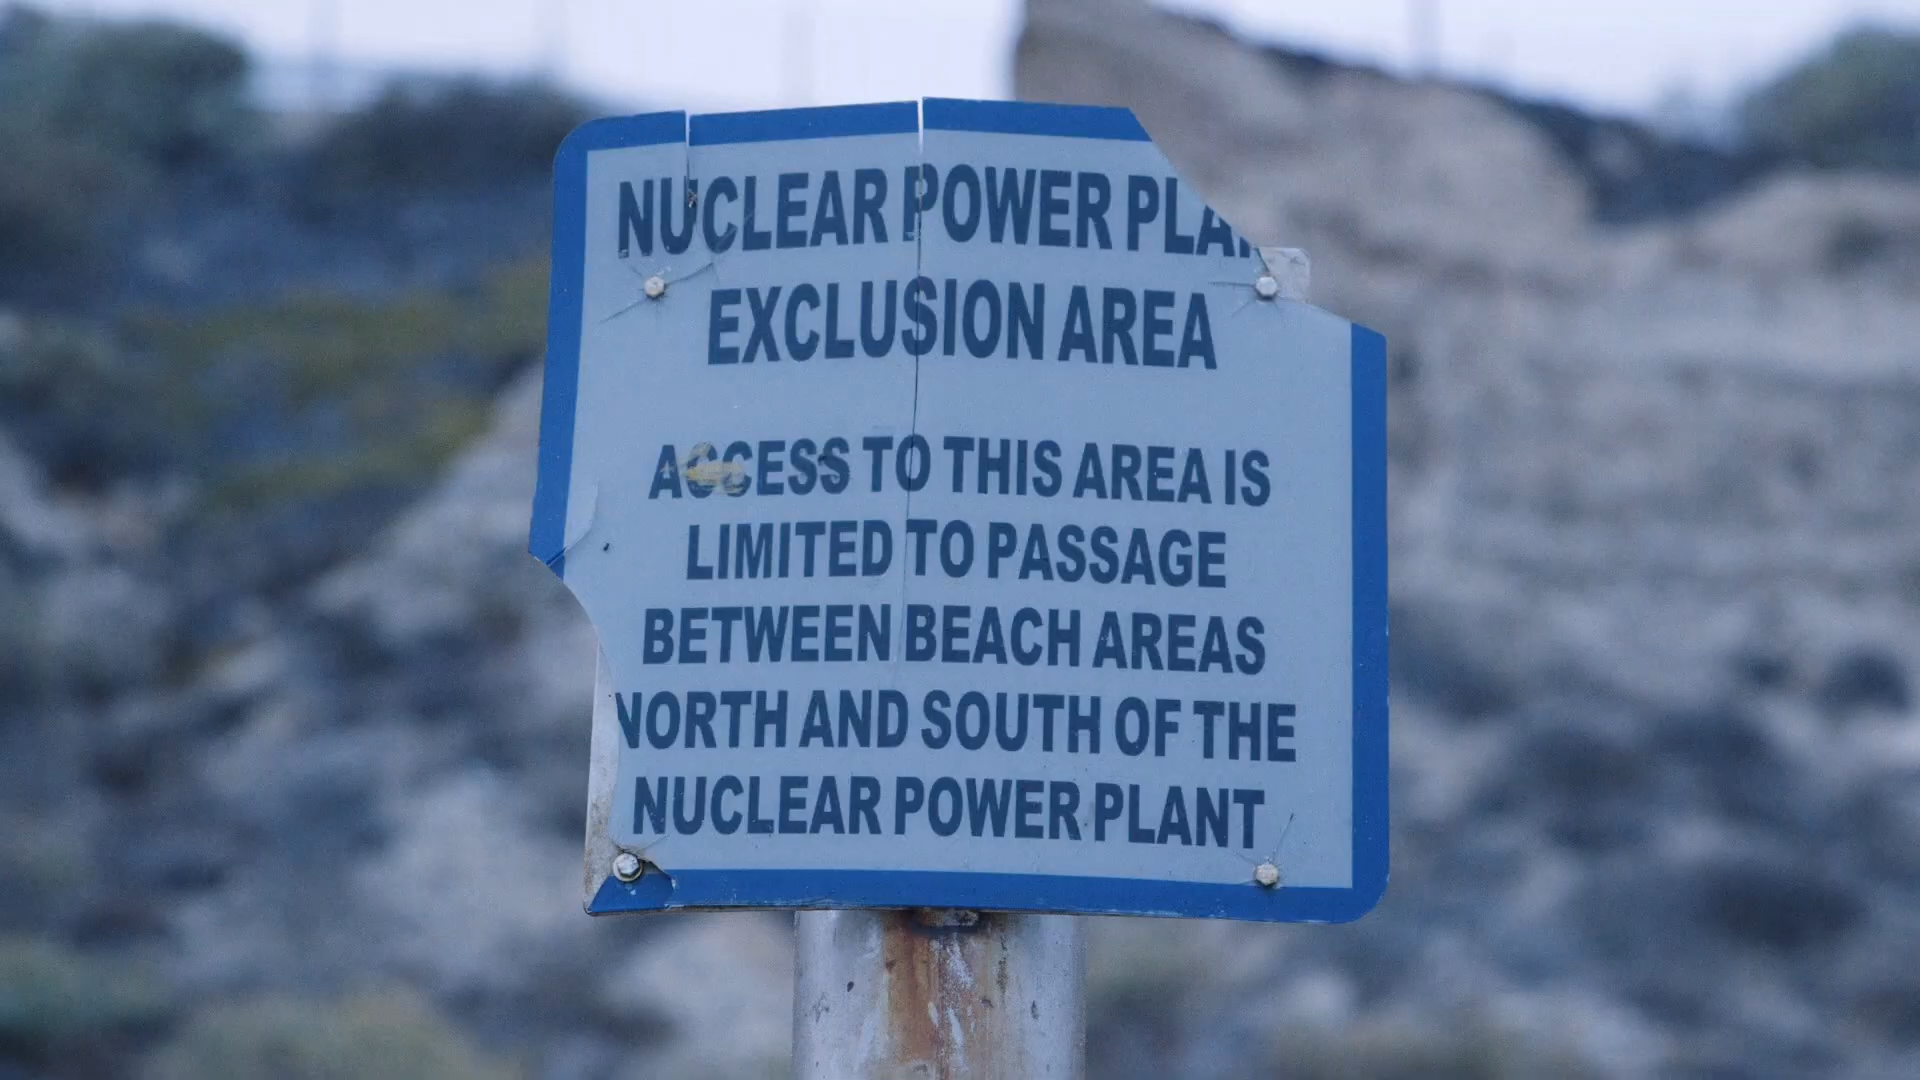 NUCLEAR POWER PLAN
EXCLUSION AREA
ACCESS TO THIS AREA IS
LIMITED TO PASSAGE
BETWEEN BEACH AREAS
NORTH AND SOUTH OF THE
NUCLEAR POWER PLANT